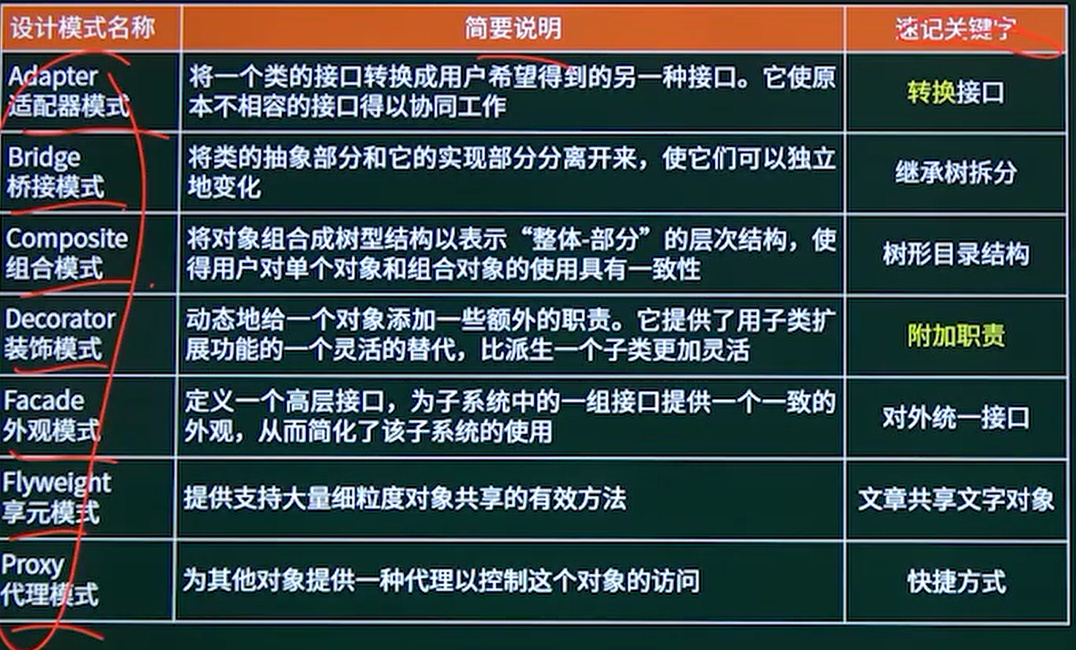 设计模式名称 简要说明 速记关键字
Adapter
适配器模式
将一个类的接口转换成用户希望得到的另一种接口。它使原
本不相容的接口得以协同工作
转换接口
Bridge
桥接模式
将类的抽象部分和它的实现部分分离开来，使它们可以独立
地变化
继承树拆分
Composite
组合模式
将对象组合成树型结构以表示“整体-部分”的层次结构，使
得用户对单个对象和组合对象的使用具有一致性
树形目录结构
Decorator
装饰模式
动态地给一个对象添加一些额外的职责。它提供了用子类扩
展功能的一个灵活的替代，比派生一个子类更加灵活
附加职责
Facade
外观模式
定义一个高层接口，为子系统中的一组接口提供一个一致的
外观，从而简化了该子系统的使用
对外统一接口
Flyweight
享元模式
提供支持大量细粒度对象共享的有效方法
文章共享文字对象
Proxy
代理模式
为其他对象提供一种代理以控制这个对象的访问
快捷方式